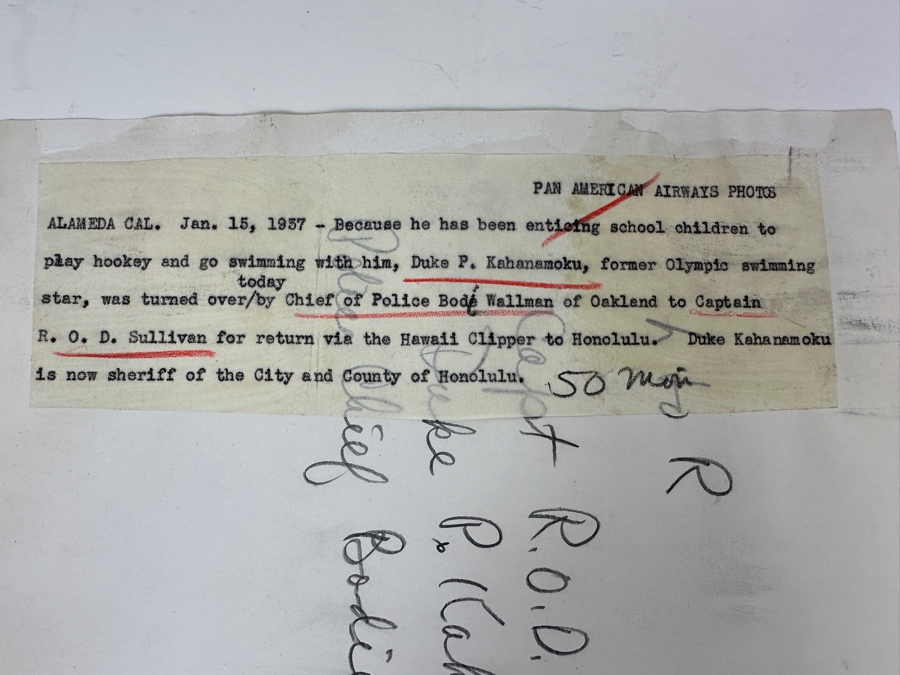 PAN AMERICAN AIRWAYS PHOTOS
ALAMEDA CAL. Jan. 15, 1937 - Because he has been enticing school children to
play hookey and go swimming with him, Duke P. Kahanamoku, former Olympic swimming
today
star, was turned over/by Chief of Police Bodi Wallman of Oakland to Captain
R. O. D. Sullivan for return via the Hawaii Clipper to Honolulu. Duke Kahanamoku
is now sheriff of the City and County of Honolulu.
50
R
Capt R.O.D.
Duke P. Kah
Police Chief Bodi